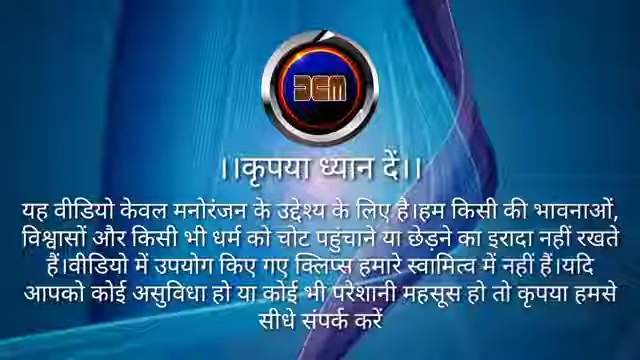 DCM
।।कृपया ध्यान दें।।
यह वीडियो केवल मनोरंजन के उद्देश्य के लिए है।हम किसी की भावनाओं,
विश्वासों और किसी भी धर्म को चोट पहुंचाने या छेड़ने का इरादा नहीं रखते
हैं।वीडियो में उपयोग किए गए क्लिप्स हमारे स्वामित्व में नहीं हैं।यदि
आपको कोई असुविधा हो या कोई भी परेशानी महसूस हो तो कृपया हमसे
सीधे संपर्क करें